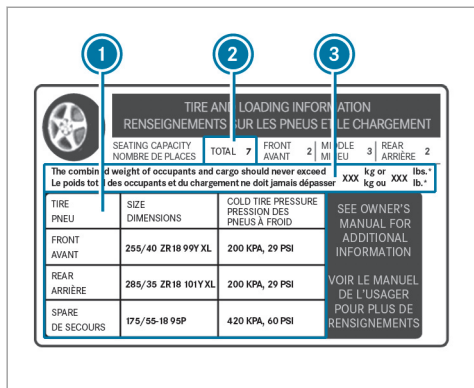 1 2 3
TIRE AND LOADING INFORMATION
RENSEIGNEMENTS SUR LES PNEUS ET LE CHARGEMENT
SEATING CAPACITY
NOMBRE DE PLACES
TOTAL 7
FRONT
AVANT
2
MIDDLE
MILIEU
3
REAR
ARRIÈRE
2
The combined weight of occupants and cargo should never exceed XXX kg or XXX lbs.*
Le poids total des occupants et du chargement ne doit jamais dépasser XXX kg ou XXX lb.*
TIRE
PNEU
SIZE
DIMENSIONS
COLD TIRE PRESSURE
PRESSION DES
PNEUS À FROID
FRONT
AVANT
255/40 ZR18 99Y XL
200 KPA, 29 PSI
REAR
ARRIÈRE
285/35 ZR18 101Y XL
200 KPA, 29 PSI
SPARE
DE SECOURS
175/55-18 95P
420 KPA, 60 PSI
SEE OWNER'S
MANUAL FOR
ADDITIONAL
INFORMATION
VOIR LE MANUEL
DE L'USAGER
POUR PLUS DE
RENSIGNEMENTS